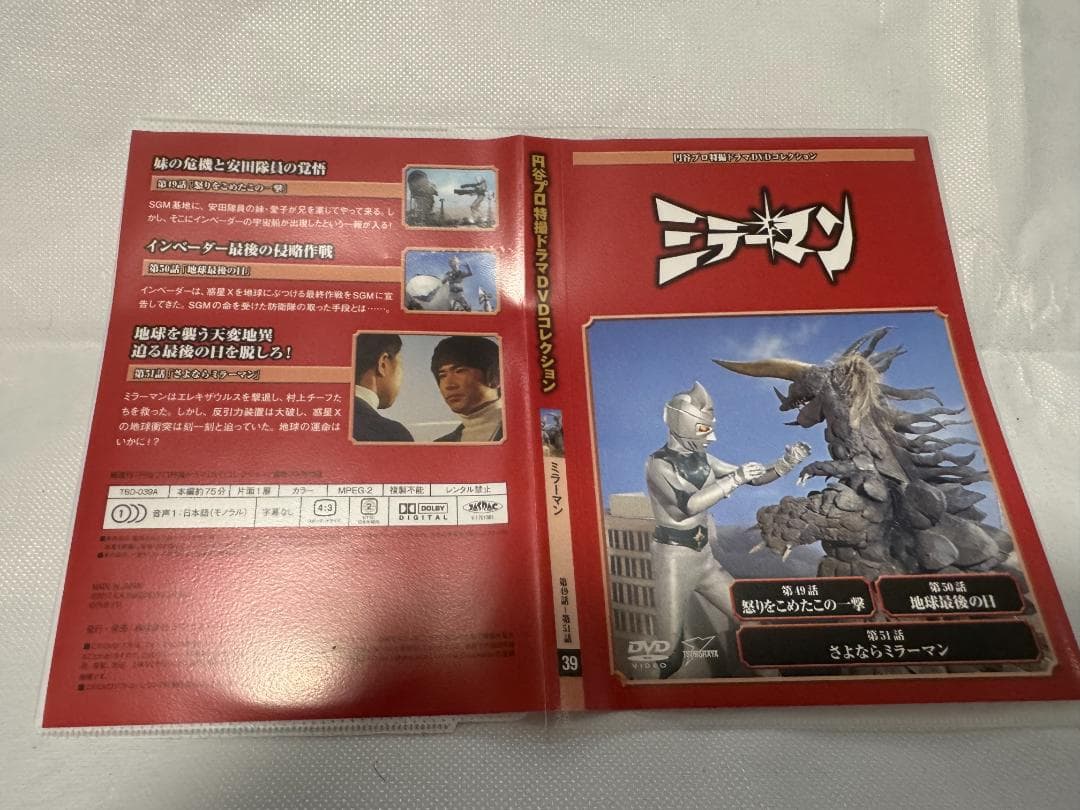 妹の危機と安田隊員の覚悟
第49話「怒りをこめたこの一撃」
SGM基地に、安田隊員の妹・愛子が兄を案じてやって来る。し
かし、そこにインベーダーの宇宙船が出現したという一報が入る!
インベーダー最後の侵略作戦
第50話「地球最後の日」
インベーダーは、惑星Xを地球にぶつける最終作戦をSGMに宣
告してきた。SGMの命を受けた防衛隊の取った手段とは……。
地球を襲う天変地異
迫る最後の日を脱しろ!
第51話「さよならミラーマン」
ミラーマンはエレキザウルスを撃退し、村上チーフた
ちを救った。しかし、反引力装置は大破し、惑星X
の地球衝突は刻一刻と迫っていた。地球の運命は
いかに!?
TBD-039A 本編約75分 片面1層 カラー MPEG-2 複製不能 レンタル禁止
1 音声1:日本語(モノラル) 字幕なし 4:3 2 DOLBY DIGITAL
円谷プロ特撮ドラマDVDコレクション
ミラーマン
第49話–第51話
39
円谷プロ特撮ドラマDVDコレクション
ミラーマン
第49話
怒りをこめたこの一撃
第50話
地球最後の日
第51話
さよならミラーマン
DVD
VIDEO
TSUBURAYA